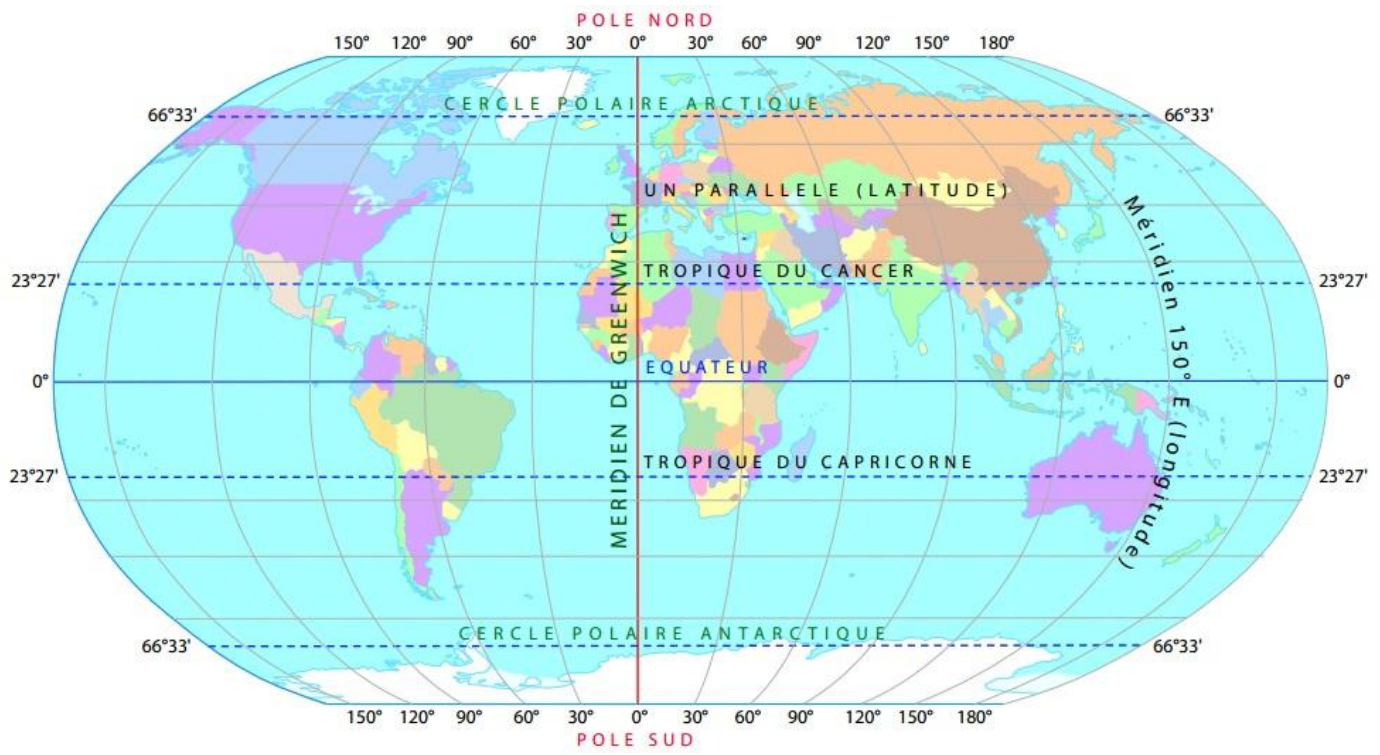 POLE NORD
150° 120° 90° 60° 30° 0° 30° 60° 90° 120° 150° 180°
CERCLE POLAIRE ARCTIQUE
66°33' 66°33'
UN PARALLELE (LATITUDE)
Méridien 150° E (longitude)
MERIDIEN DE GREENWICH
TROPIQUE DU CANCER
23°27' 23°27'
EQUATEUR
0° 0°
TROPIQUE DU CAPRICORNE
23°27' 23°27'
CERCLE POLAIRE ANTARCTIQUE
66°33' 66°33'
150° 120° 90° 60° 30° 0° 30° 60° 90° 120° 150° 180°
POLE SUD